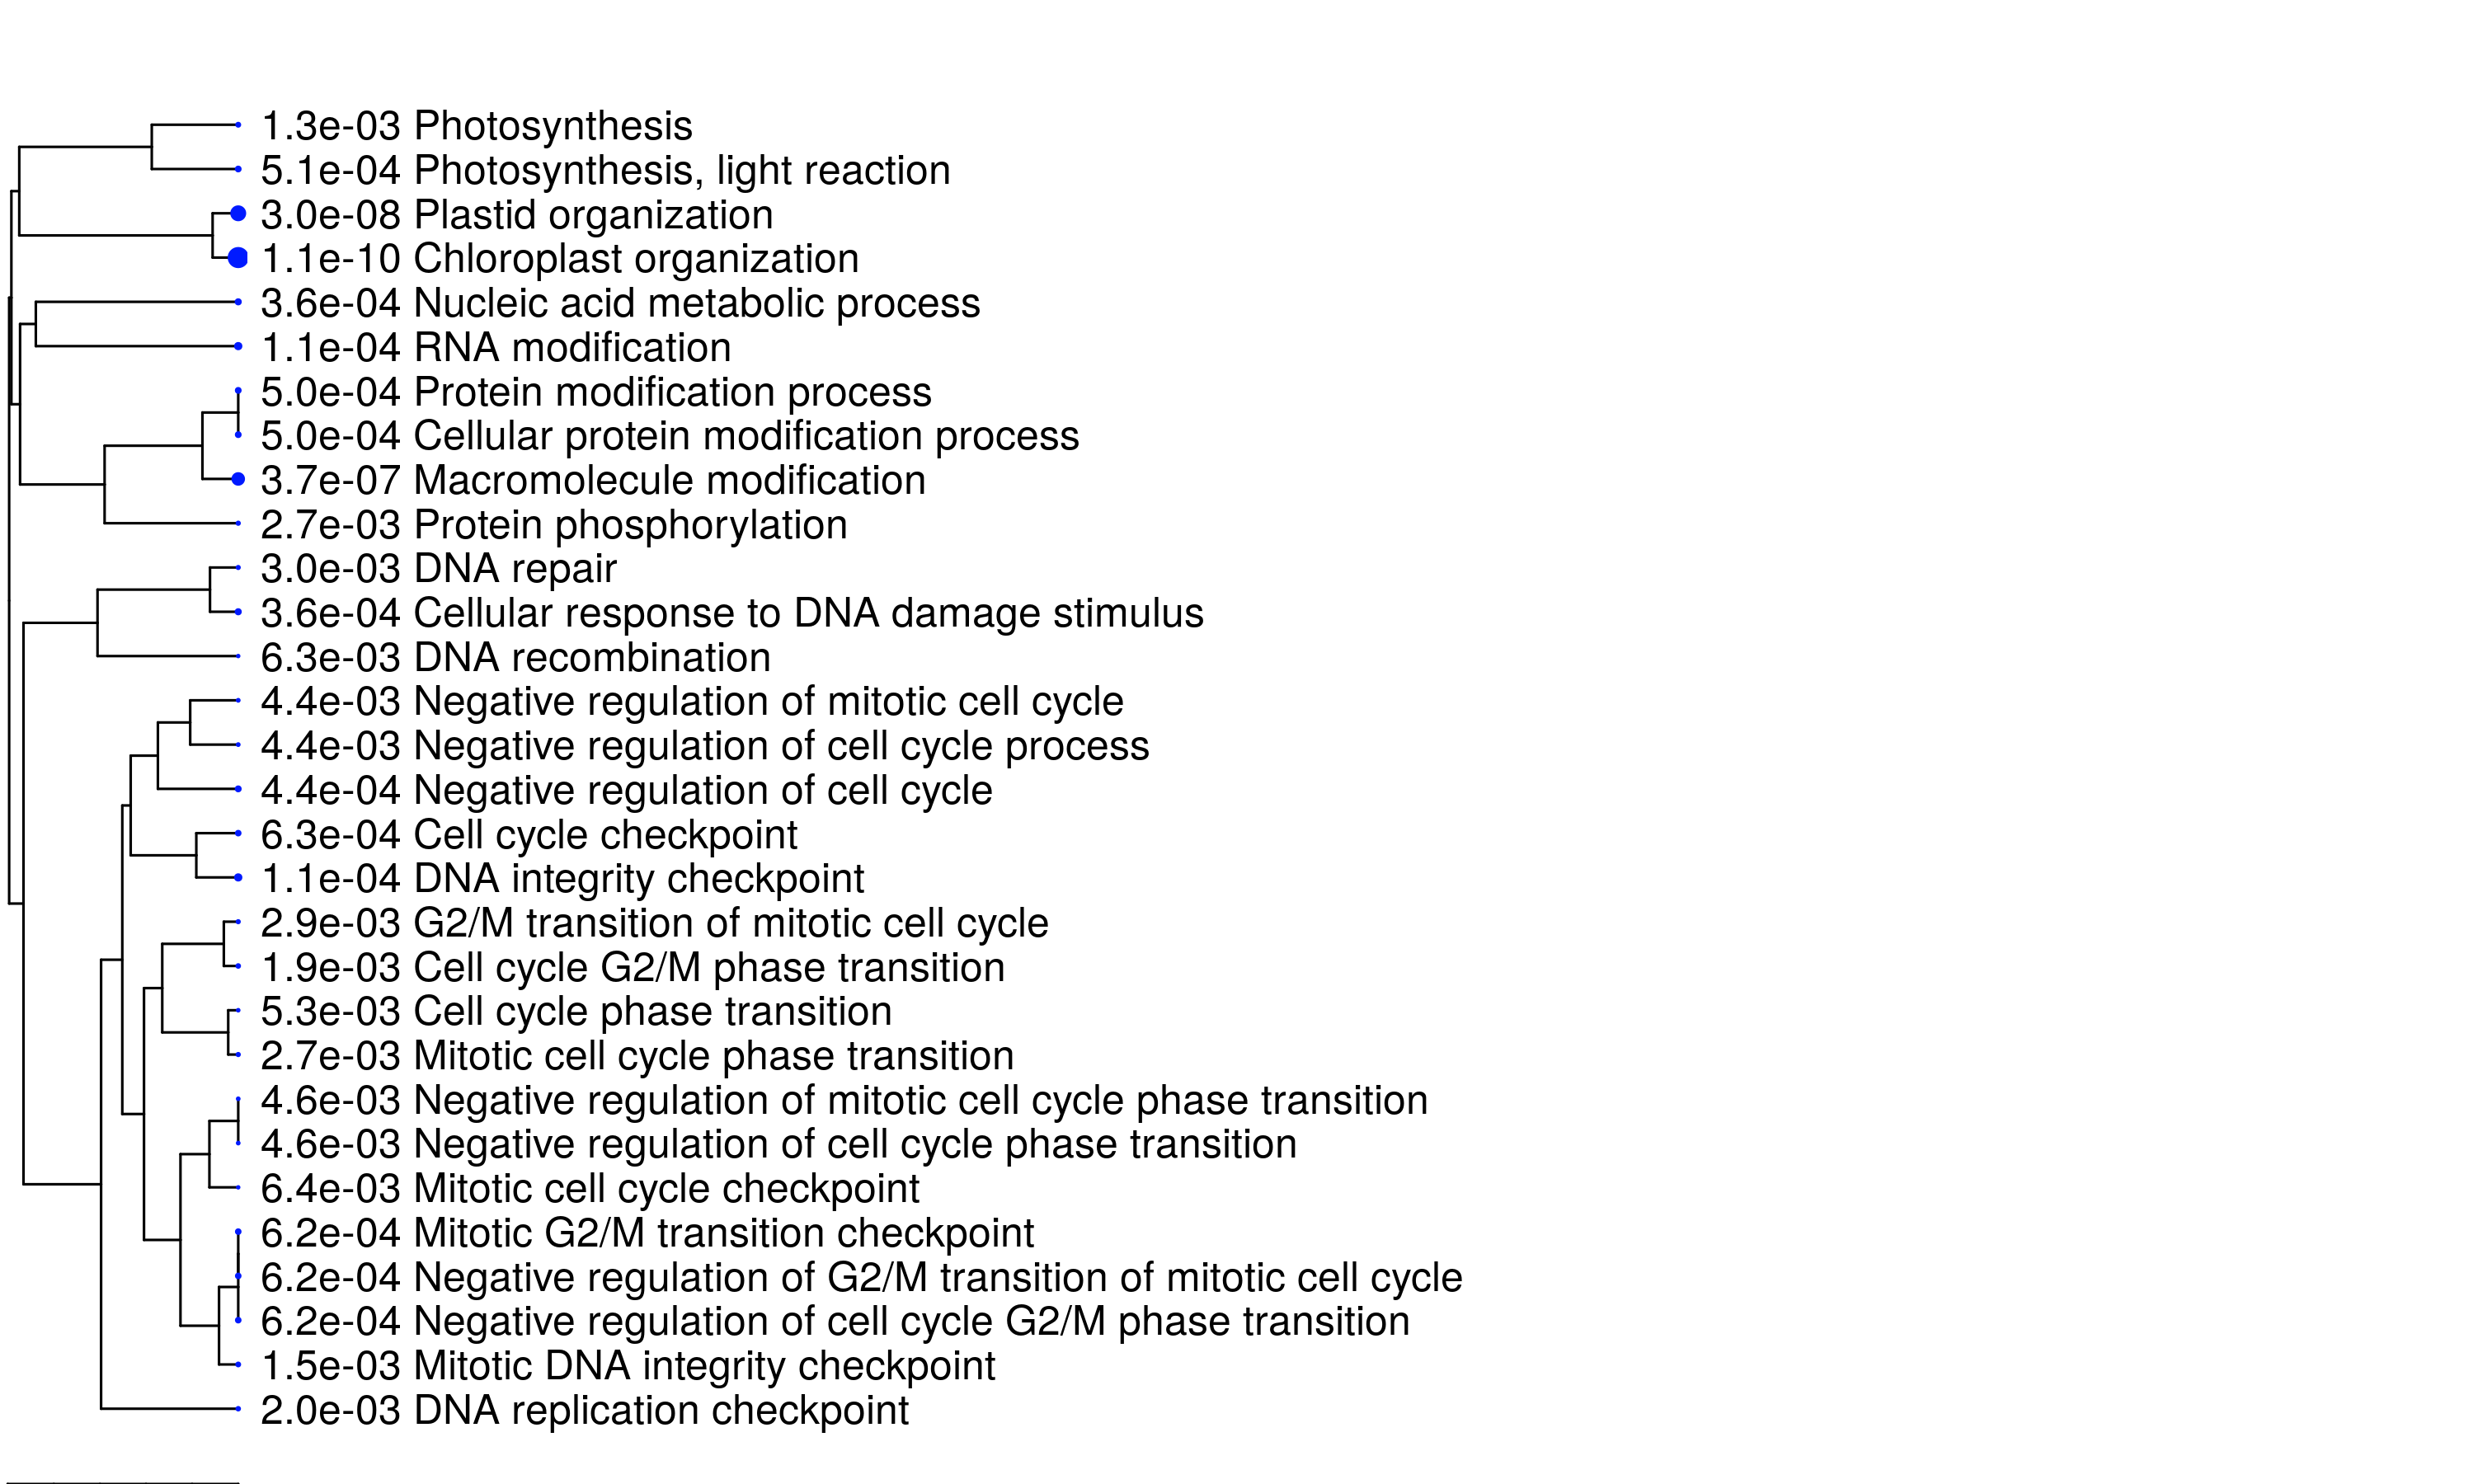 1.3e-03 Photosynthesis
5.1e-04 Photosynthesis, light reaction
3.0e-08 Plastid organization
1.1e-10 Chloroplast organization
3.6e-04 Nucleic acid metabolic process
1.1e-04 RNA modification
5.0e-04 Protein modification process
5.0e-04 Cellular protein modification process
3.7e-07 Macromolecule modification
2.7e-03 Protein phosphorylation
3.0e-03 DNA repair
3.6e-04 Cellular response to DNA damage stimulus
6.3e-03 DNA recombination
4.4e-03 Negative regulation of mitotic cell cycle
4.4e-03 Negative regulation of cell cycle process
4.4e-04 Negative regulation of cell cycle
6.3e-04 Cell cycle checkpoint
1.1e-04 DNA integrity checkpoint
2.9e-03 G2/M transition of mitotic cell cycle
1.9e-03 Cell cycle G2/M phase transition
5.3e-03 Cell cycle phase transition
2.7e-03 Mitotic cell cycle phase transition
4.6e-03 Negative regulation of mitotic cell cycle phase transition
4.6e-03 Negative regulation of cell cycle phase transition
6.4e-03 Mitotic cell cycle checkpoint
6.2e-04 Mitotic G2/M transition checkpoint
6.2e-04 Negative regulation of G2/M transition of mitotic cell cycle
6.2e-04 Negative regulation of cell cycle G2/M phase transition
1.5e-03 Mitotic DNA integrity checkpoint
2.0e-03 DNA replication checkpoint